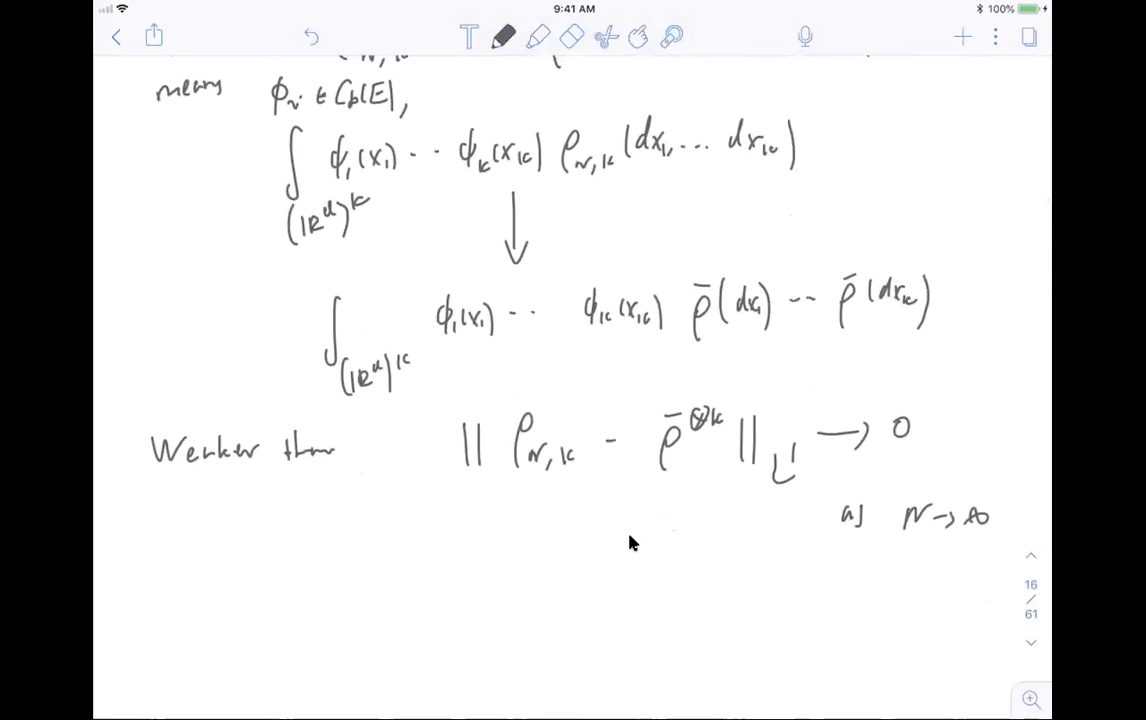 9:41 AM
100%
means φᵢ ∈ C_b(E),
∫_{(ℝ^d)^k} φ₁(x₁) ·· φ_k(x_k) ρ_{N,k}(dx₁, ... dx_k)
↓
∫_{(ℝ^d)^k} φ₁(x₁) ·· φ_k(x_k) ρ̄(dx₁) -- ρ̄(dx_k)
Weaker than || ρ_{N,k} - ρ̄^{⊗k} ||_{L¹} → 0
as N→∞
16
/
61